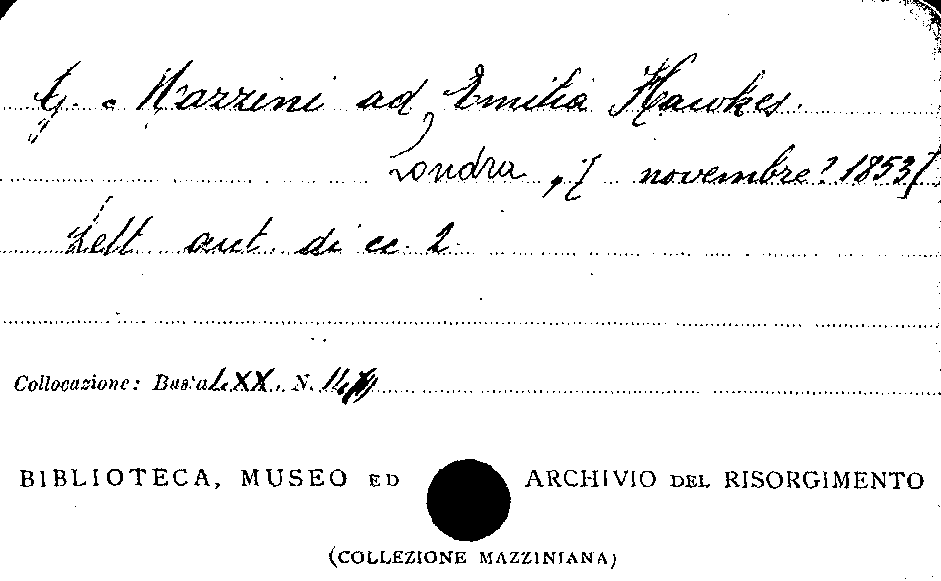 G. Mazzini ad Emilia Hawkes.
Londra, [ novembre? 1853]
Lett aut. di cc. 2.
Collocazione: Busta LXX. N.
BIBLIOTECA, MUSEO ED ARCHIVIO DEL RISORGIMENTO
(COLLEZIONE MAZZINIANA)